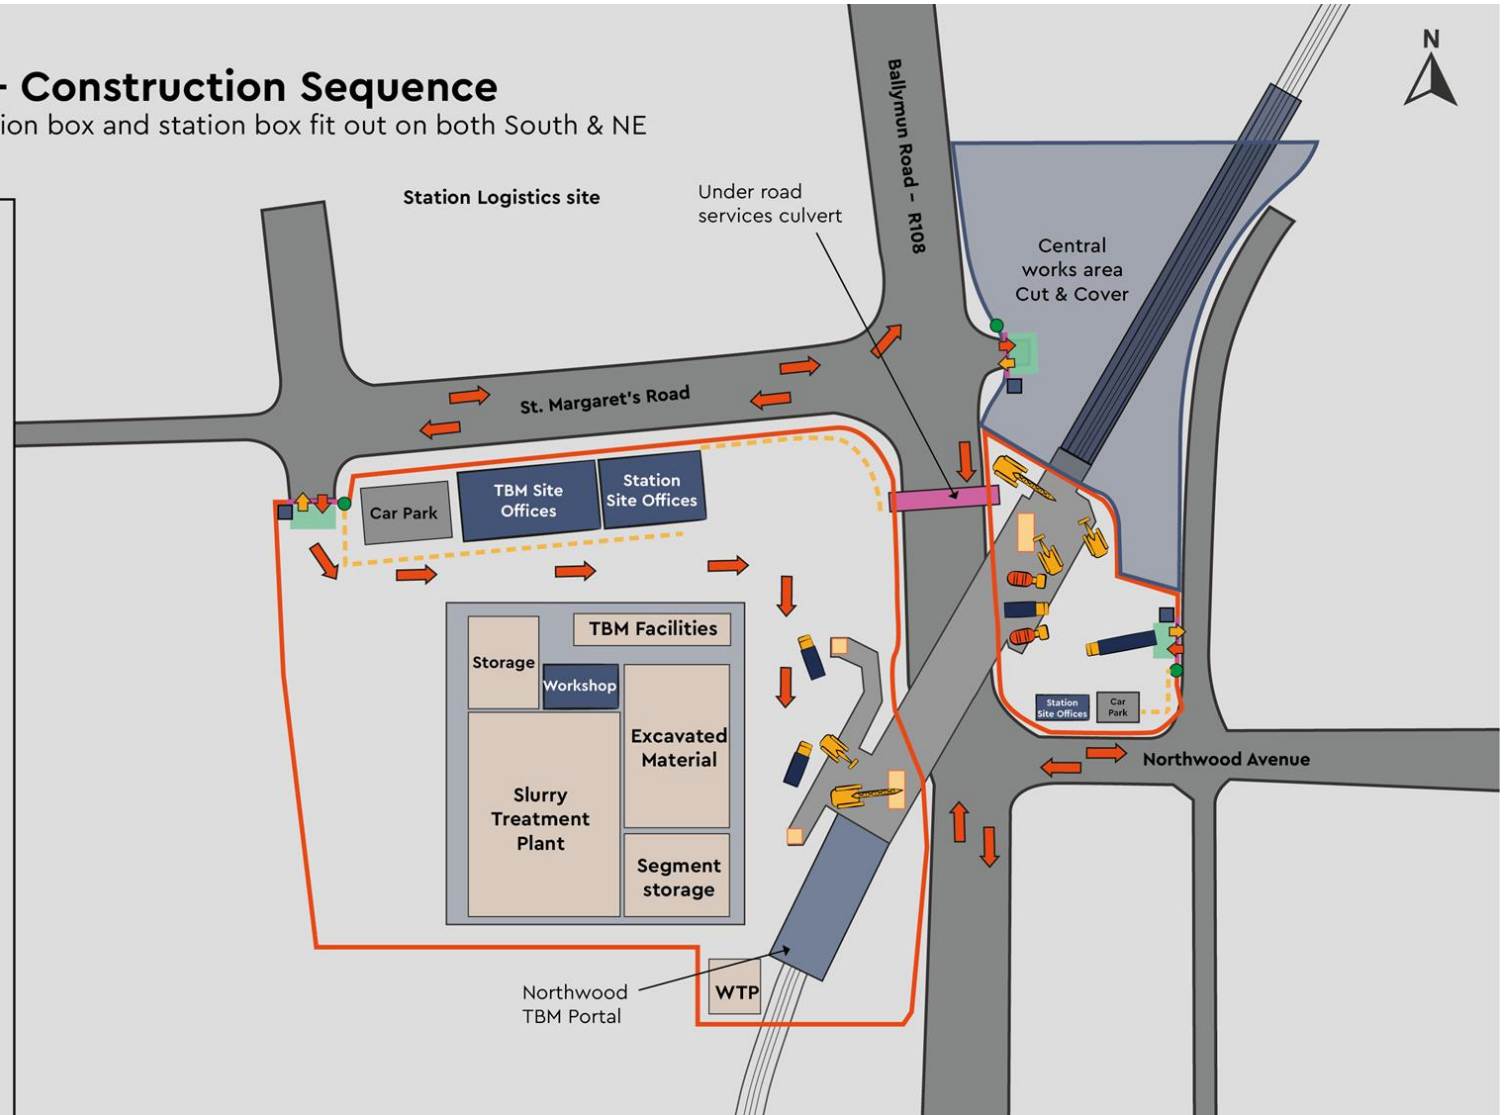 - Construction Sequence
ion box and station box fit out on both South & NE
N
Ballymun Road - R108
Station Logistics site
Under road
services culvert
Central
works area
Cut & Cover
St. Margaret's Road
Car Park
TBM Site
Offices
Station
Site Offices
TBM Facilities
Storage
Workshop
Excavated
Material
Slurry
Treatment
Plant
Segment
storage
Station
Site Offices
Car
Park
Northwood Avenue
Northwood
TBM Portal
WTP